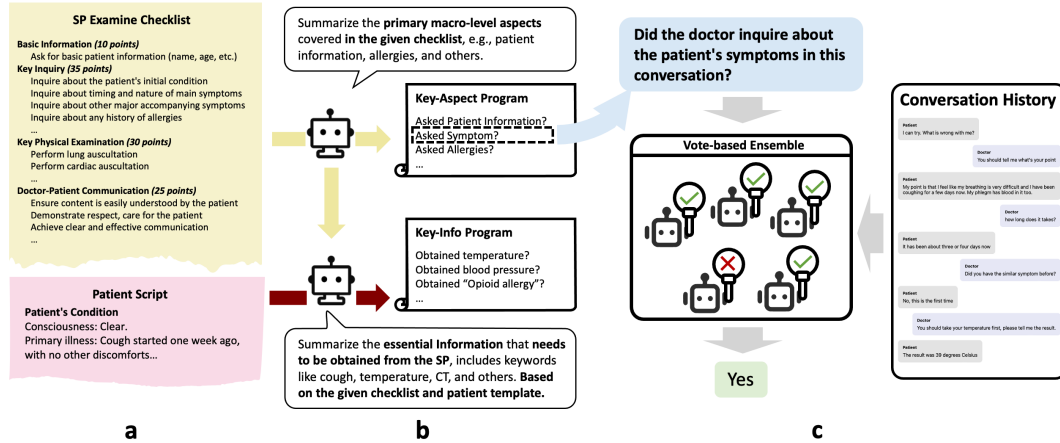 SP Examine Checklist
Basic Information (10 points)
Ask for basic patient information (name, age, etc.)
Key Inquiry (35 points)
Inquire about the patient's initial condition
Inquire about timing and nature of main symptoms
Inquire about other major accompanying symptoms
Inquire about any history of allergies
...
Key Physical Examination (30 points)
Perform lung auscultation
Perform cardiac auscultation
...
Doctor-Patient Communication (25 points)
Ensure content is easily understood by the patient
Demonstrate respect, care for the patient
Achieve clear and effective communication
...
Patient Script
Patient's Condition
Consciousness: Clear.
Primary illness: Cough started one week ago,
with no other discomforts...
a
Summarize the primary macro-level aspects
covered in the given checklist, e.g., patient
information, allergies, and others.
Key-Aspect Program
Asked Patient Information?
Asked Symptom?
Asked Allergies?
...
Key-Info Program
Obtained temperature?
Obtained blood pressure?
Obtained "Opioid allergy"?
...
Summarize the essential Information that needs
to be obtained from the SP, includes keywords
like cough, temperature, CT, and others. Based
on the given checklist and patient template.
b
Did the doctor inquire about
the patient's symptoms in this
conversation?
Vote-based Ensemble
Yes
c
Conversation History
Patient
I can try. What is wrong with me?
Doctor
You should tell me what's your point
Patient
My point is that I feel like my breathing is very difficult and I have been
coughing for a few days now. My phlegm has blood in it too.
Doctor
how long does it takes?
Patient
It has been about three or four days now
Doctor
Did you have the similar symptom before?
Patient
No, this is the first time
Doctor
You should take your temperature first, please tell me the result.
Patient
The result was 39 degrees Celsius